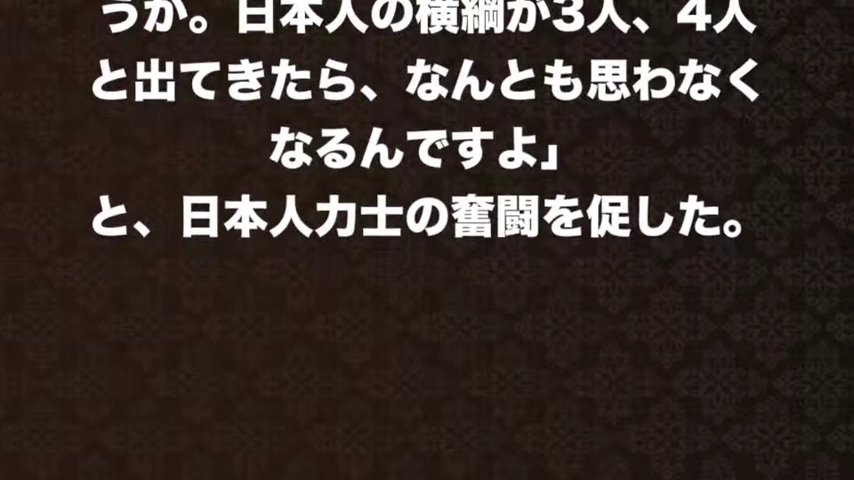 うか。日本人の横綱が3人、4人
と出てきたら、なんとも思わなく
なるんですよ」
と、日本人力士の奮闘を促した。